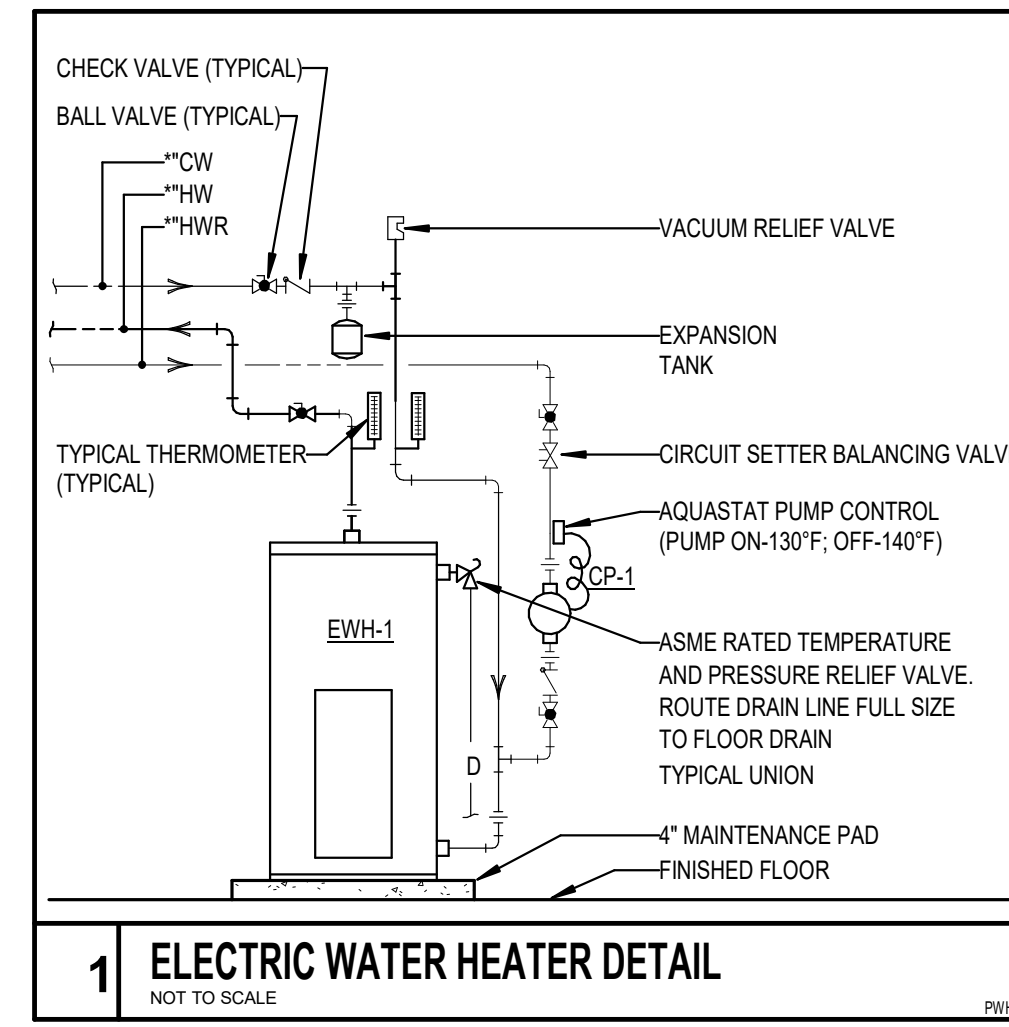 CHECK VALVE (TYPICAL)
BALL VALVE (TYPICAL)
*"CW
*"HW
*"HWR
VACUUM RELIEF VALVE
EXPANSION
TANK
TYPICAL THERMOMETER
(TYPICAL)
CIRCUIT SETTER BALANCING VALV
AQUASTAT PUMP CONTROL
(PUMP ON-130°F; OFF-140°F)
CP-1
EWH-1
ASME RATED TEMPERATURE
AND PRESSURE RELIEF VALVE.
ROUTE DRAIN LINE FULL SIZE
TO FLOOR DRAIN
D
TYPICAL UNION
4" MAINTENANCE PAD
FINISHED FLOOR
1
ELECTRIC WATER HEATER DETAIL
NOT TO SCALE
PWH